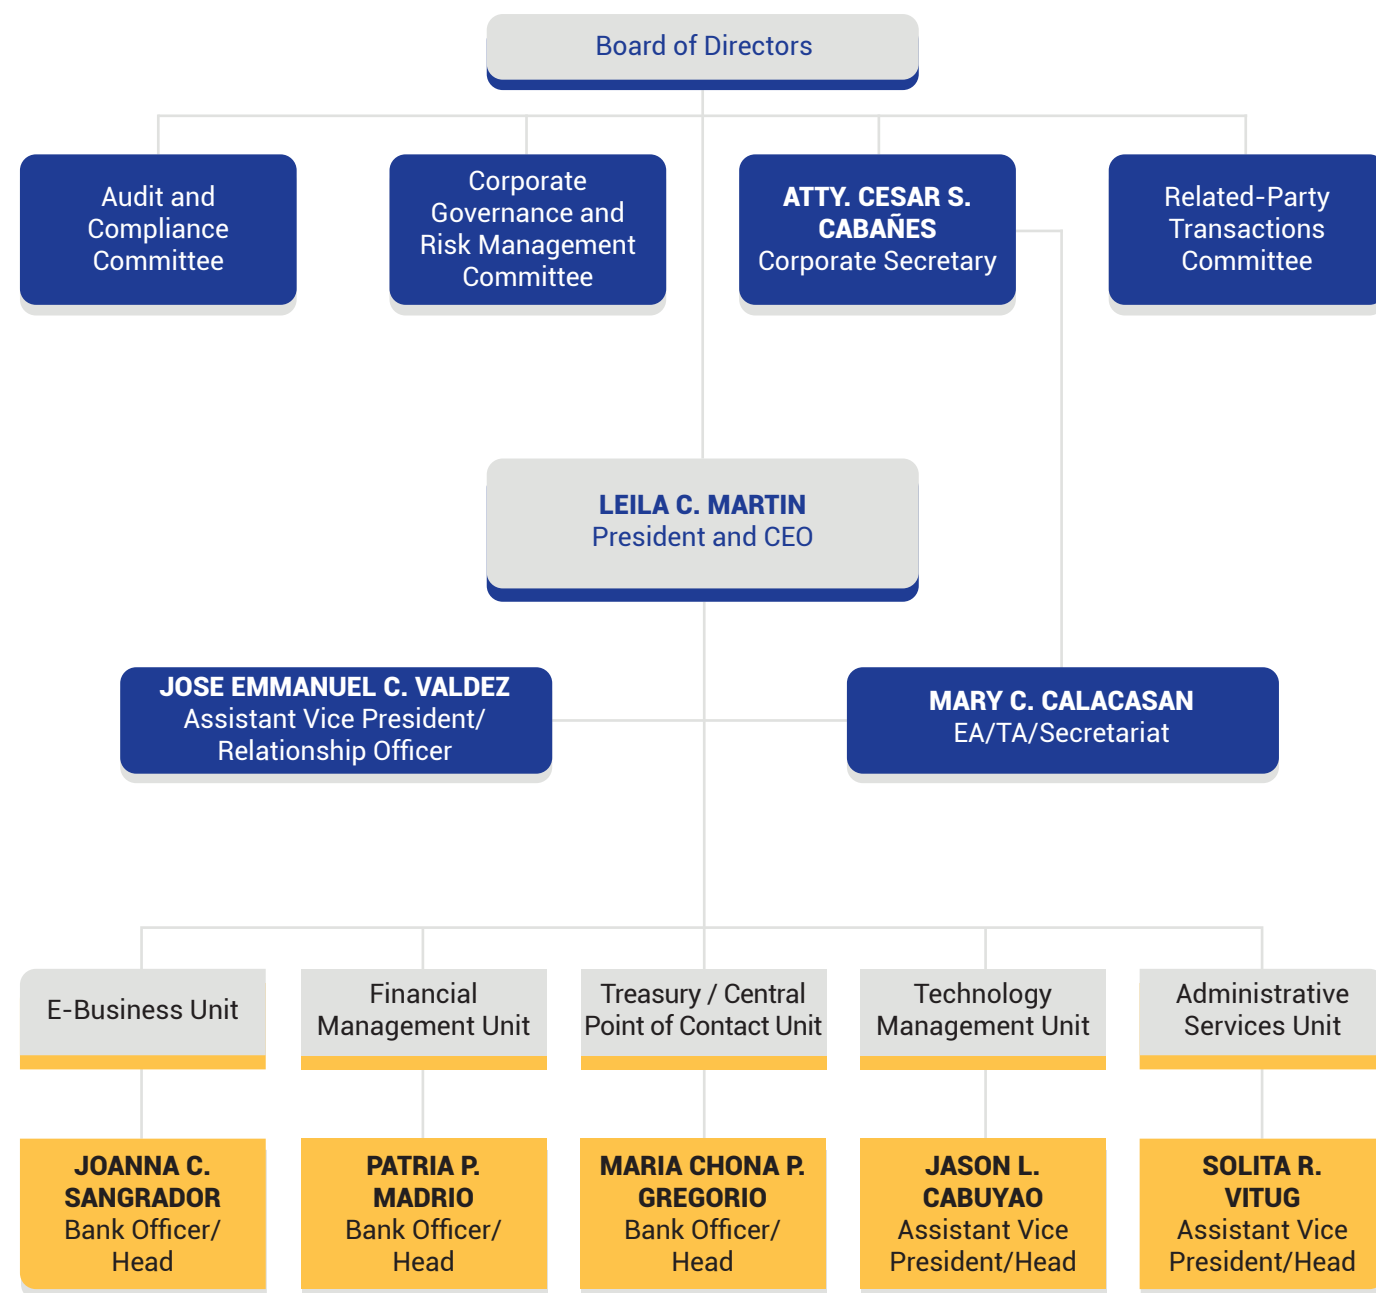 Board of Directors
Audit and
Compliance
Committee
Corporate
Governance and
Risk Management
Committee
ATTY. CESAR S.
CABAÑES
Corporate Secretary
Related-Party
Transactions
Committee
LEILA C. MARTIN
President and CEO
JOSE EMMANUEL C. VALDEZ
Assistant Vice President/
Relationship Officer
MARY C. CALACASAN
EA/TA/Secretariat
E-Business Unit
Financial
Management Unit
Treasury / Central
Point of Contact Unit
Technology
Management Unit
Administrative
Services Unit
JOANNA C.
SANGRADOR
Bank Officer/
Head
PATRIA P.
MADRIO
Bank Officer/
Head
MARIA CHONA P.
GREGORIO
Bank Officer/
Head
JASON L.
CABUYAO
Assistant Vice
President/Head
SOLITA R.
VITUG
Assistant Vice
President/Head